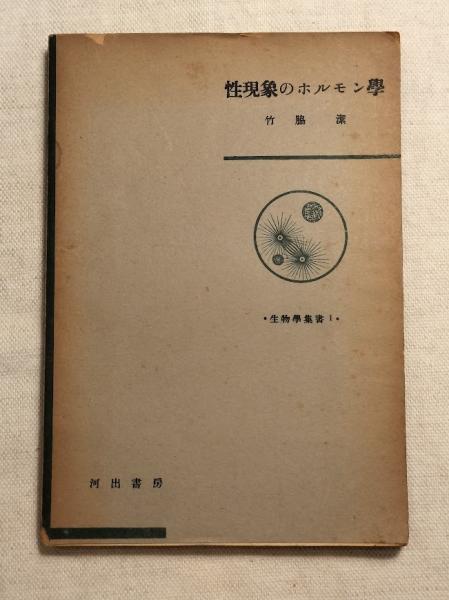 性現象のホルモン學
竹脇潔
・生物學集書1・
河出書房